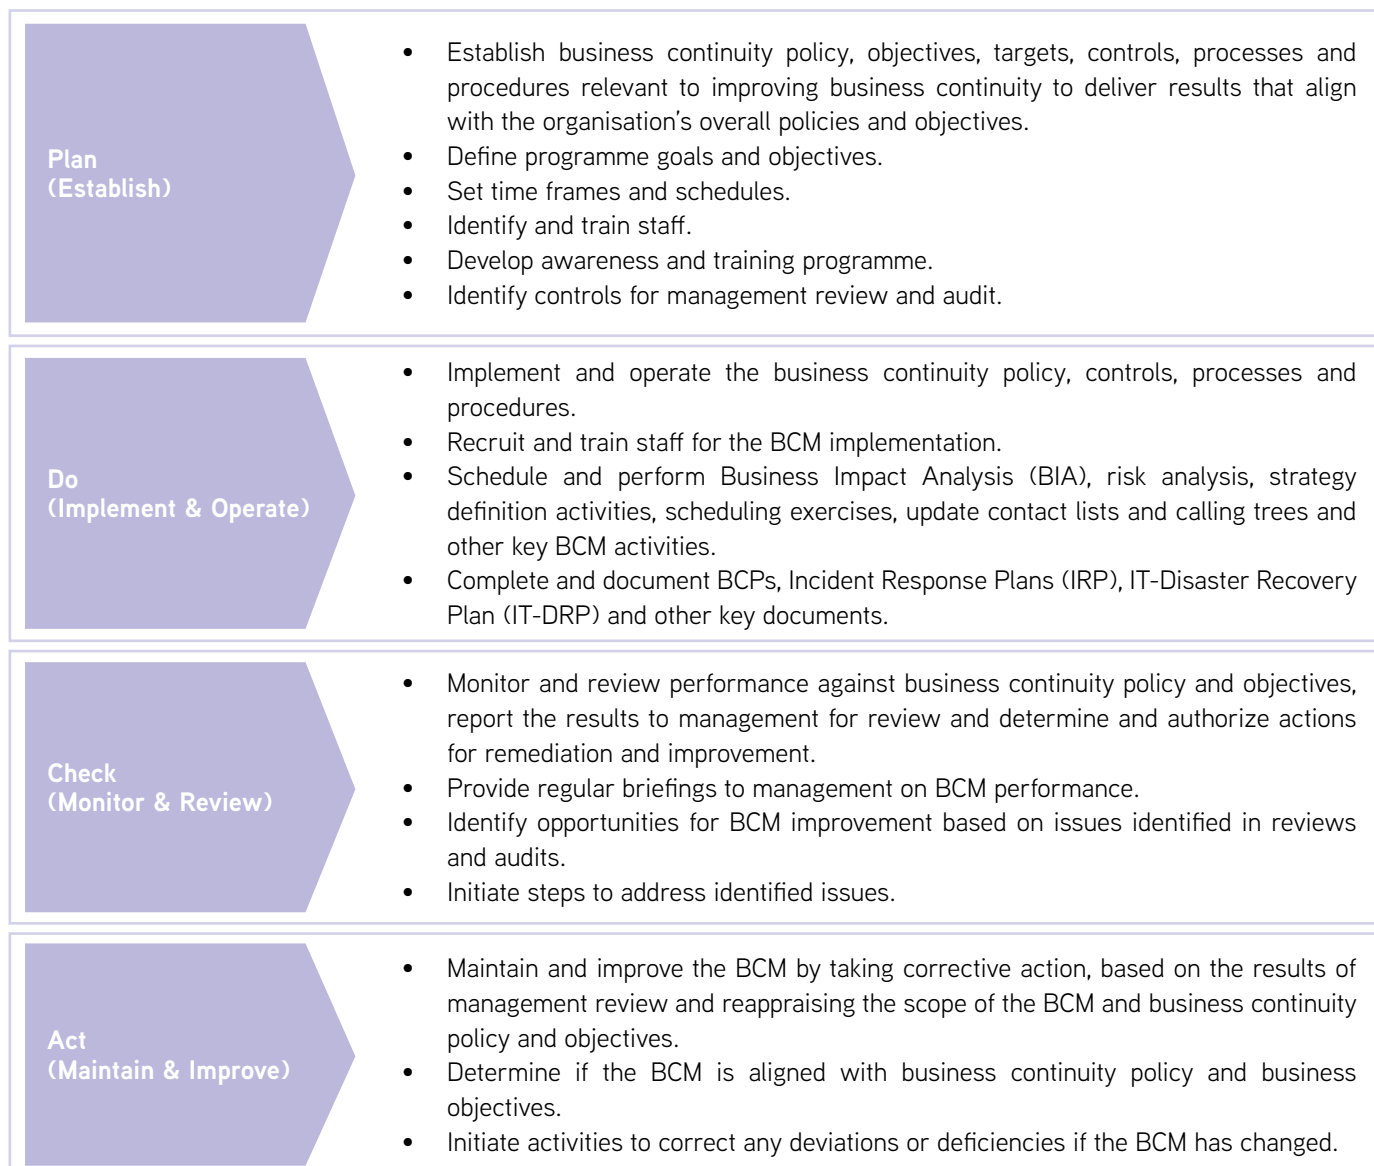 Plan
(Establish)
• Establish business continuity policy, objectives, targets, controls, processes and
procedures relevant to improving business continuity to deliver results that align
with the organisation’s overall policies and objectives.
• Define programme goals and objectives.
• Set time frames and schedules.
• Identify and train staff.
• Develop awareness and training programme.
• Identify controls for management review and audit.
Do
(Implement & Operate)
• Implement and operate the business continuity policy, controls, processes and
procedures.
• Recruit and train staff for the BCM implementation.
• Schedule and perform Business Impact Analysis (BIA), risk analysis, strategy
definition activities, scheduling exercises, update contact lists and calling trees and
other key BCM activities.
• Complete and document BCPs, Incident Response Plans (IRP), IT-Disaster Recovery
Plan (IT-DRP) and other key documents.
Check
(Monitor & Review)
• Monitor and review performance against business continuity policy and objectives,
report the results to management for review and determine and authorize actions
for remediation and improvement.
• Provide regular briefings to management on BCM performance.
• Identify opportunities for BCM improvement based on issues identified in reviews
and audits.
• Initiate steps to address identified issues.
Act
(Maintain & Improve)
• Maintain and improve the BCM by taking corrective action, based on the results of
management review and reappraising the scope of the BCM and business continuity
policy and objectives.
• Determine if the BCM is aligned with business continuity policy and business
objectives.
• Initiate activities to correct any deviations or deficiencies if the BCM has changed.